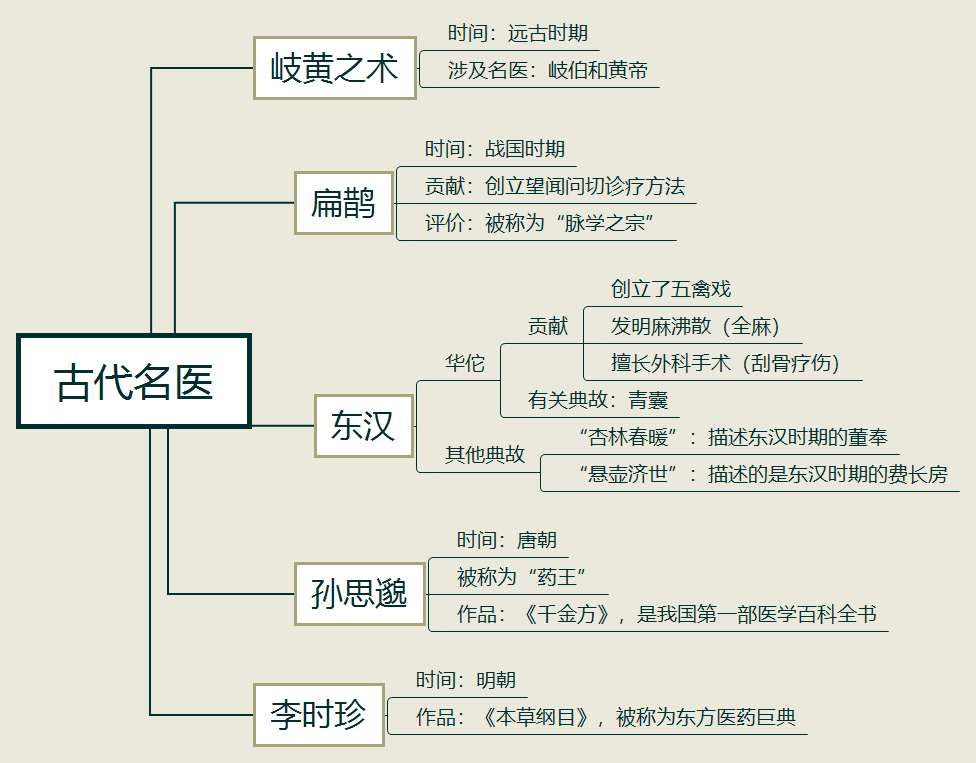 古代名医
岐黄之术
时间：远古时期
涉及名医：岐伯和黄帝
扁鹊
时间：战国时期
贡献：创立望闻问切诊疗方法
评价：被称为“脉学之宗”
东汉
华佗
贡献
创立了五禽戏
发明麻沸散（全麻）
擅长外科手术（刮骨疗伤）
有关典故：青囊
其他典故
“杏林春暖”：描述东汉时期的董奉
“悬壶济世”：描述的是东汉时期的费长房
孙思邈
时间：唐朝
被称为“药王”
作品：《千金方》，是我国第一部医学百科全书
李时珍
时间：明朝
作品：《本草纲目》，被称为东方医药巨典